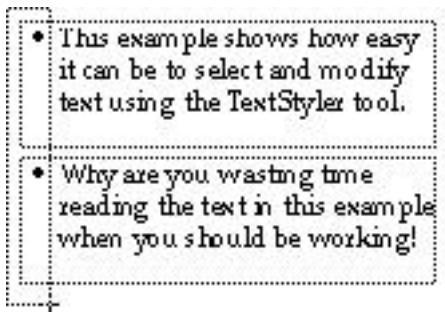 • This example shows how easy
it can be to select and modify
text using the TextStyler tool.
• Why are you wasting time
reading the text in this example
when you should be working!